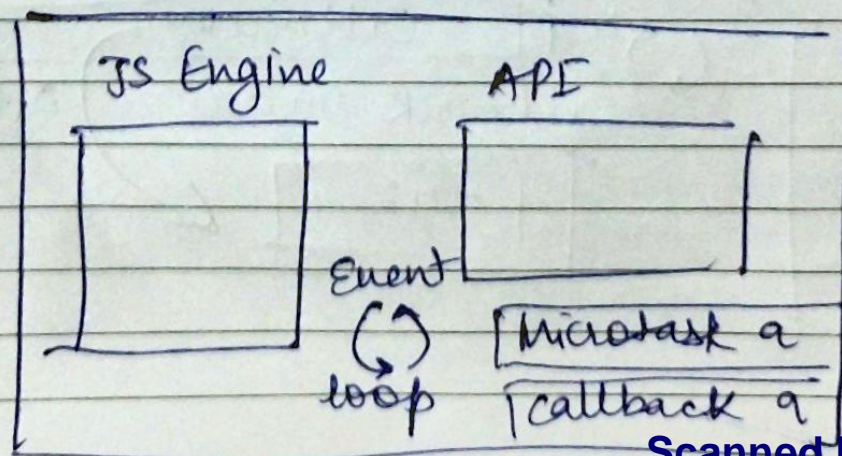 JS Engine
API
Event
loop
Microtask q
callback q
Scanned